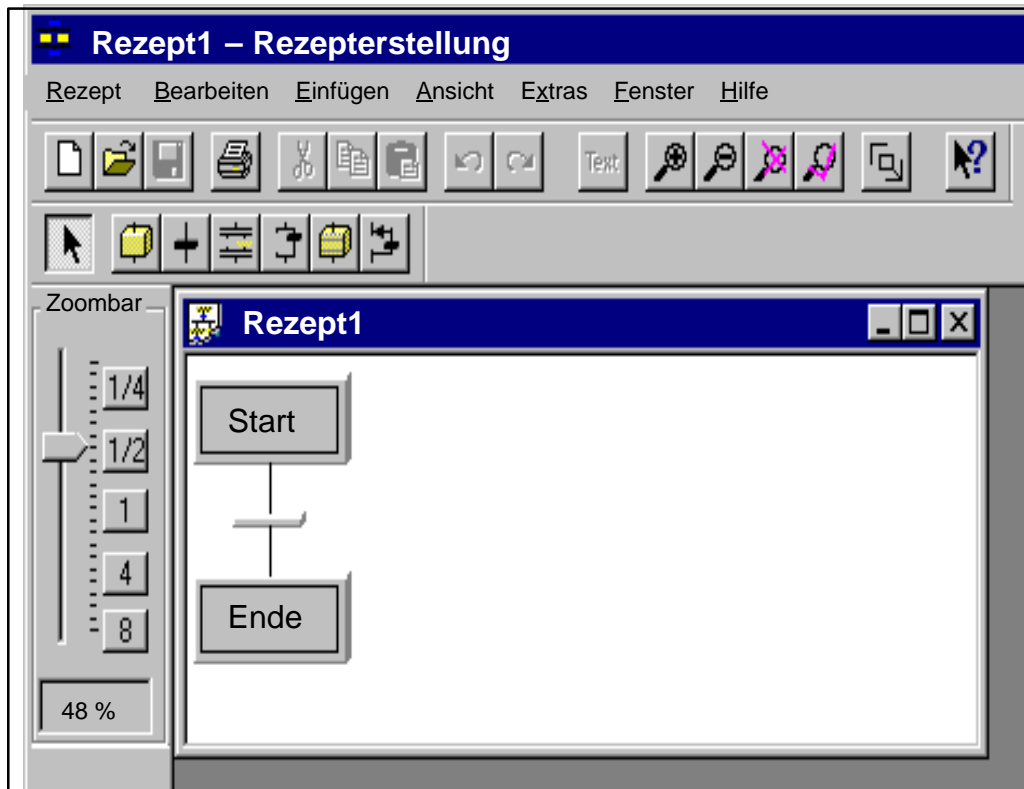 Rezept1 – Rezepterstellung
Rezept Bearbeiten Einfügen Ansicht Extras Fenster Hilfe
Text
Zoombar
Rezept1
1/4
Start
1/2
1
4
Ende
8
48 %